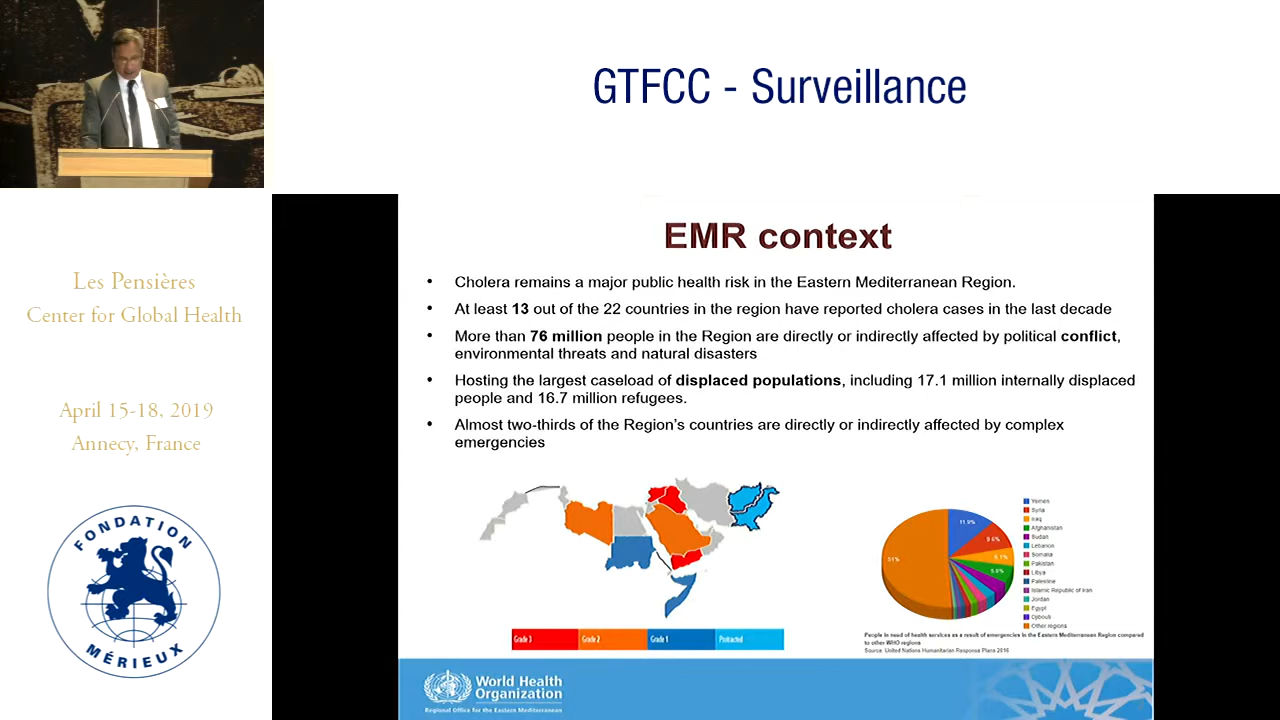 GTFCC - Surveillance
Les Pensières
Center for Global Health
April 15-18, 2019
Annecy, France
FONDATION
MÉRIEUX
EMR context
• Cholera remains a major public health risk in the Eastern Mediterranean Region.
• At least 13 out of the 22 countries in the region have reported cholera cases in the last decade
• More than 76 million people in the Region are directly or indirectly affected by political conflict,
environmental threats and natural disasters
• Hosting the largest caseload of displaced populations, including 17.1 million internally displaced
people and 16.7 million refugees.
• Almost two-thirds of the Region's countries are directly or indirectly affected by complex
emergencies
Grade 3
Grade 2
Grade 1
Protracted
11.9%
9.6%
51%
Yemen
Syria
Iraq
Afghanistan
Sudan
Lebanon
Somalia
Pakistan
Libya
Palestine
Islamic Republic of Iran
Jordan
Egypt
Djibouti
Other regions
People in need of health services as a result of emergencies in the Eastern Mediterranean Region compared
to other WHO regions
Source: United Nations Humanitarian Response Plans 2016
World Health
Organization
Regional Office for the Eastern Mediterranean